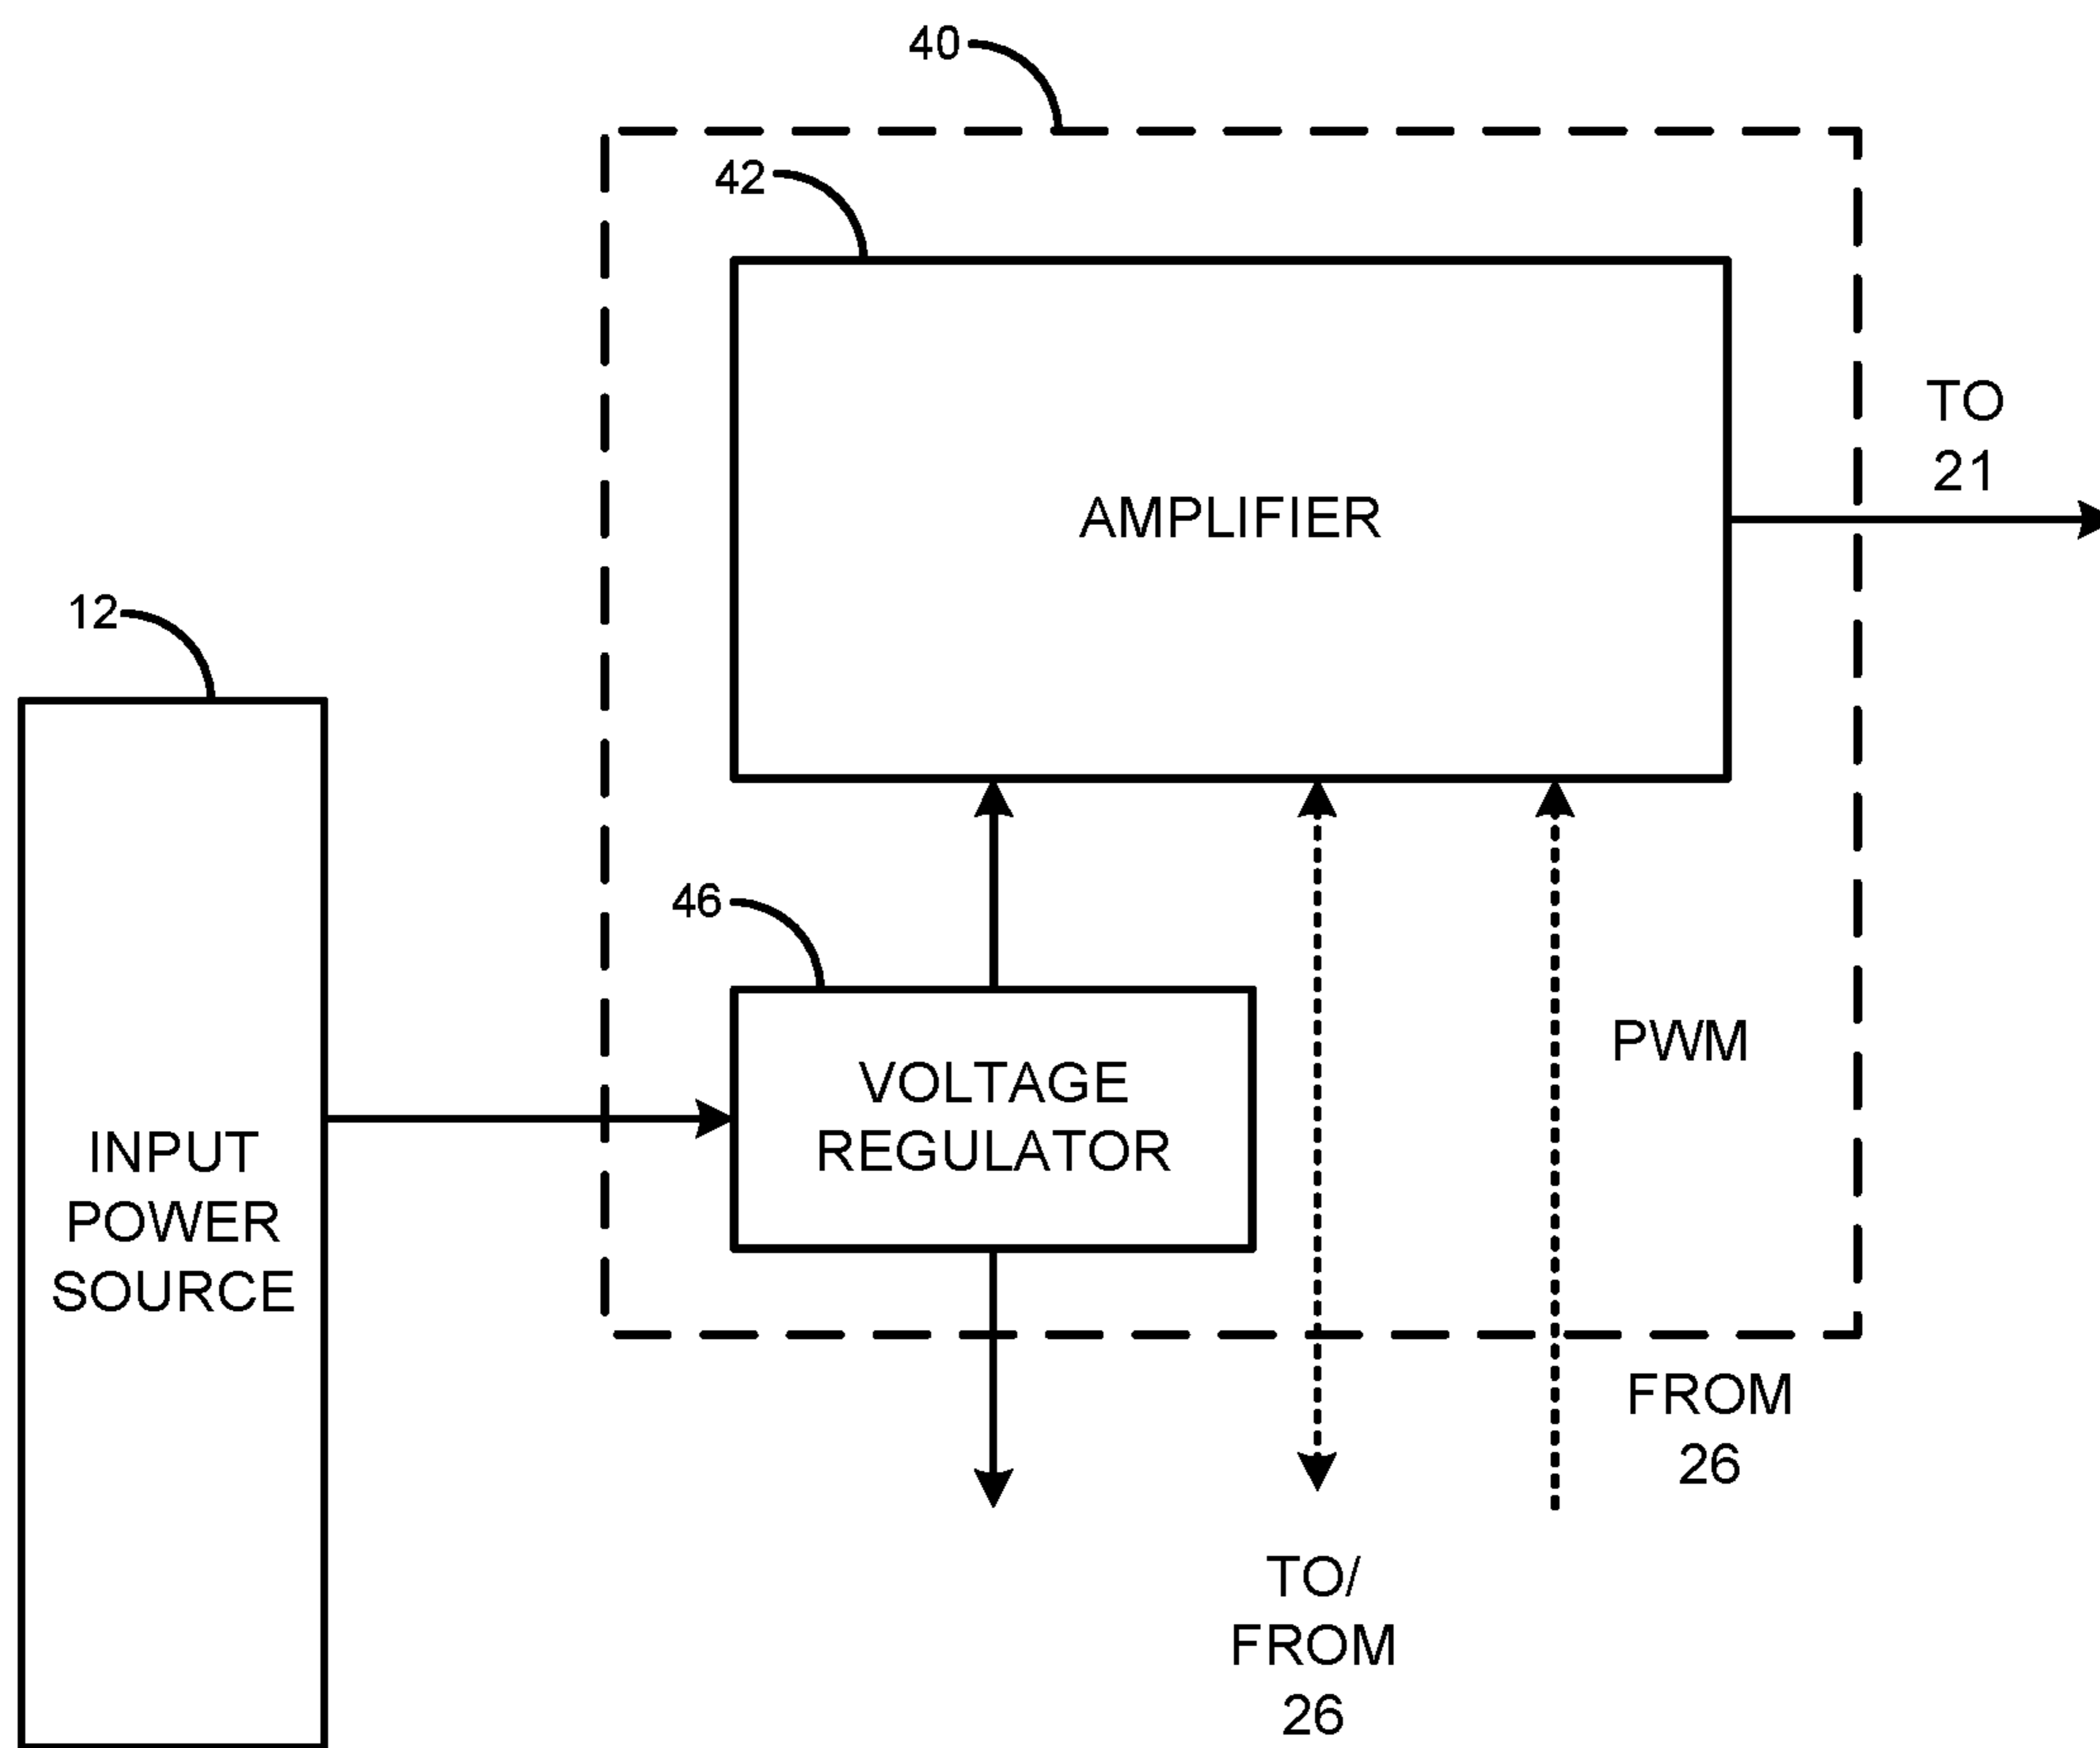 40
42
AMPLIFIER
TO
21
12
46
VOLTAGE
REGULATOR
PWM
INPUT
POWER
SOURCE
FROM
26
TO/
FROM
26